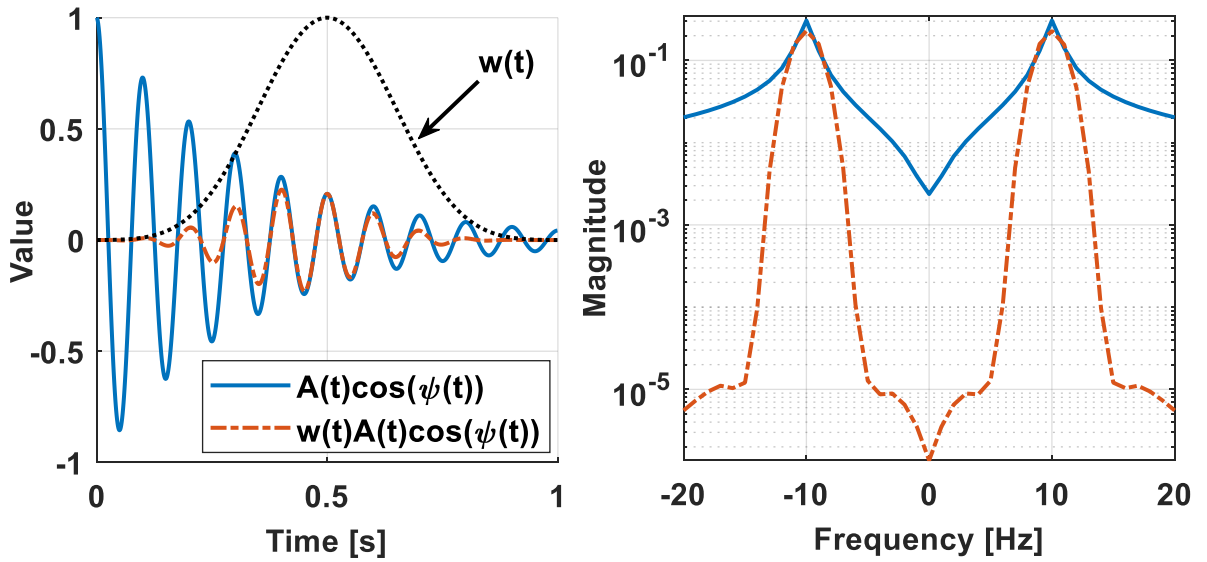 1
0.5
0
-0.5
-1
Value
w(t)
A(t)cos(ψ(t))
w(t)A(t)cos(ψ(t))
0
0.5
1
Time [s]
10^-1
10^-3
10^-5
Magnitude
-20
-10
0
10
20
Frequency [Hz]